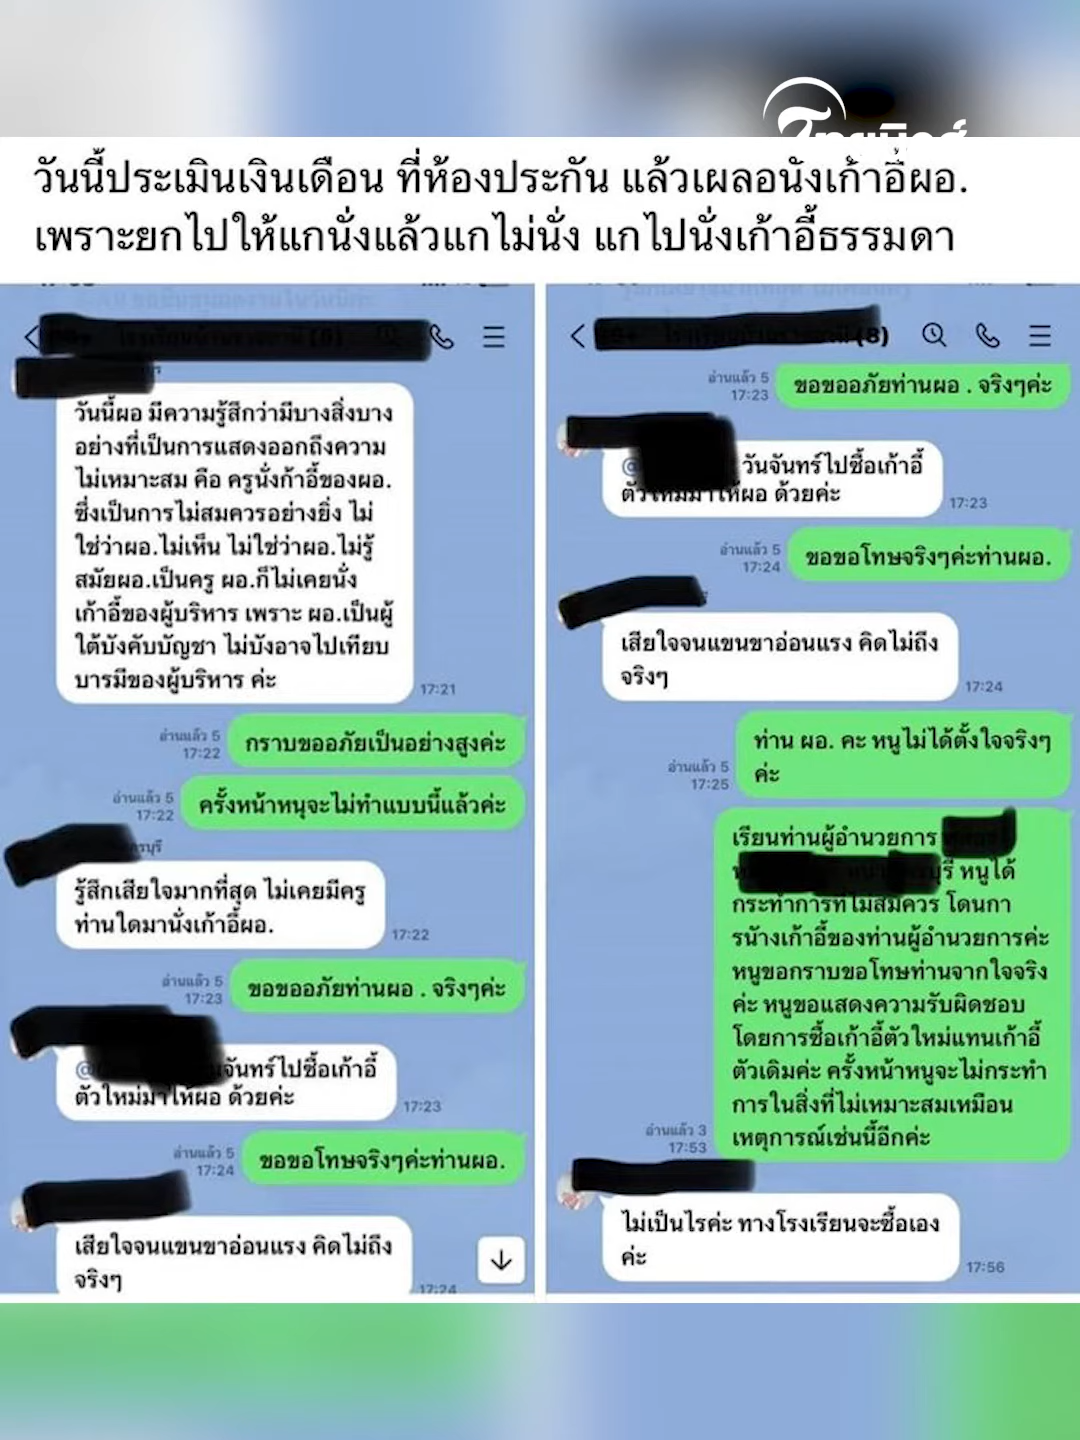 ไทยนิวส์
วันนี้ประเมินเงินเดือน ที่ห้องประกัน แล้วเผลอนังเก้าอี้ผอ.
เพราะยกไปให้แกนั่งแล้วแกไม่นั่ง แกไปนั่งเก้าอี้ธรรมดา
วันนี้ผอ มีความรู้สึกว่ามีบางสิ่งบาง
อย่างที่เป็นการแสดงออกถึงความ
ไม่เหมาะสม คือ ครูนั่งก้าอี้ของผอ.
ซึ่งเป็นการไม่สมควรอย่างยิ่ง ไม่
ใช่ว่าผอ.ไม่เห็น ไม่ใช่ว่าผอ.ไม่รู้
สมัยผอ.เป็นครู ผอ.ก็ไม่เคยนั่ง
เก้าอี้ของผู้บริหาร เพราะ ผอ.เป็นผู้
ใต้บังคับบัญชา ไม่บังอาจไปเทียบ
บารมีของผู้บริหาร ค่ะ
17:21
อ่านแล้ว 5
17:22
กราบขออภัยเป็นอย่างสูงค่ะ
อ่านแล้ว 5
17:22
ครั้งหน้าหนูจะไม่ทำแบบนี้แล้วค่ะ
รู้สึกเสียใจมากที่สุด ไม่เคยมีครู
ท่านใดมานั่งเก้าอี้ผอ.
17:22
อ่านแล้ว 5
17:23
ขอขออภัยท่านผอ . จริงๆค่ะ
@
จันทร์ไปซื้อเก้าอี้
ตัวใหม่มาให้ผอ ด้วยค่ะ
17:23
อ่านแล้ว 5
17:24
ขอขอโทษจริงๆค่ะท่านผอ.
เสียใจจนแขนขาอ่อนแรง คิดไม่ถึง
จริงๆ
17:24
(8)
อ่านแล้ว 5
17:23
ขอขออภัยท่านผอ . จริงๆค่ะ
@
วันจันทร์ไปซื้อเก้าอี้
ตัวใหม่มาให้ผอ ด้วยค่ะ
17:23
อ่านแล้ว 5
17:24
ขอขอโทษจริงๆค่ะท่านผอ.
เสียใจจนแขนขาอ่อนแรง คิดไม่ถึง
จริงๆ
17:24
อ่านแล้ว 5
17:25
ท่าน ผอ. คะ หนูไม่ได้ตั้งใจจริงๆ
ค่ะ
เรียนท่านผู้อำนวยการ
หนูได้
กระทำการที่ไม่สมควร โดนกา
รนัางเก้าอี้ของท่านผู้อำนวยการค่ะ
หนูขอกราบขอโทษท่านจากใจจริง
ค่ะ หนูขอแสดงความรับผิดชอบ
โดยการซื้อเก้าอี้ตัวใหม่แทนเก้าอี้
ตัวเดิมค่ะ ครั้งหน้าหนูจะไม่กระทำ
การในสิ่งที่ไม่เหมาะสมเหมือน
เหตุการณ์เช่นนี้อีกค่ะ
อ่านแล้ว 3
17:53
ไม่เป็นไรค่ะ ทางโรงเรียนจะซื้อเอง
ค่ะ
17:56